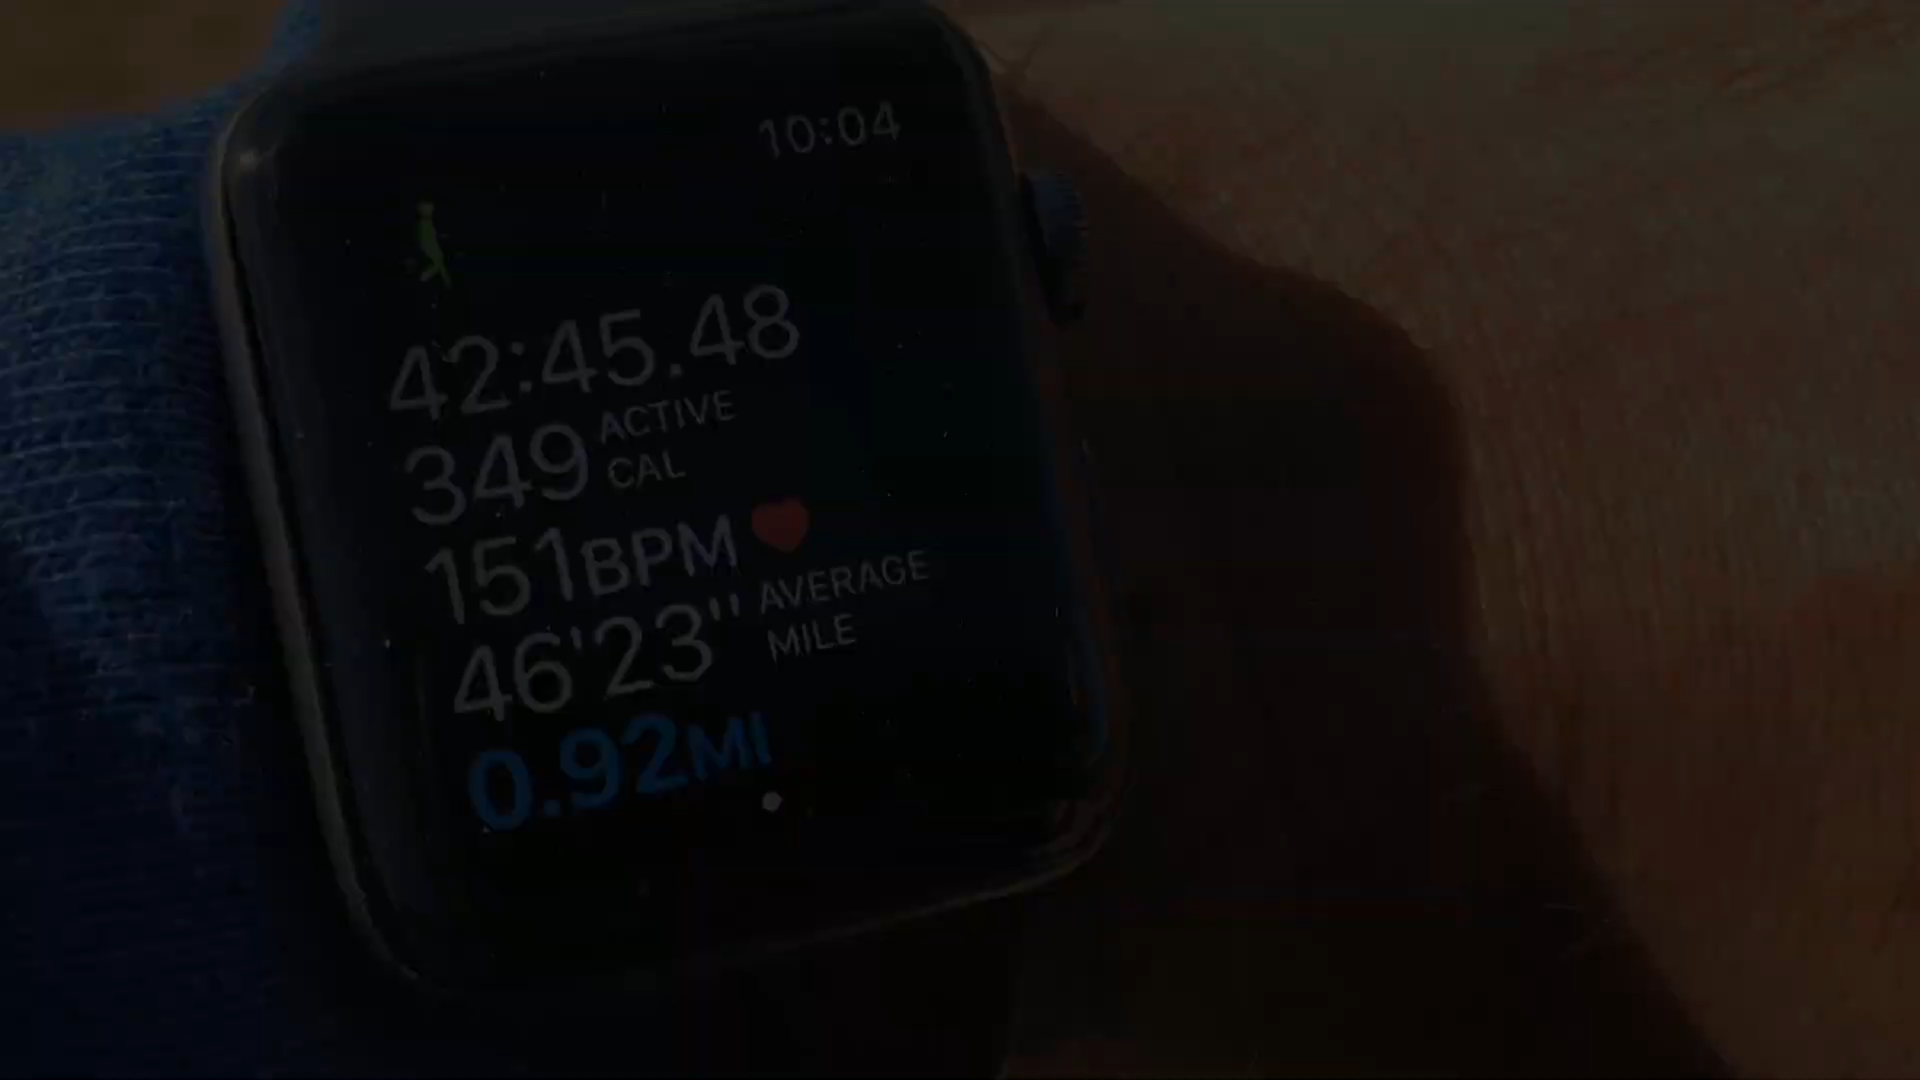 10:04
42:45.48
349 ACTIVE
CAL
151BPM
46'23" AVERAGE
MILE
0.92MI